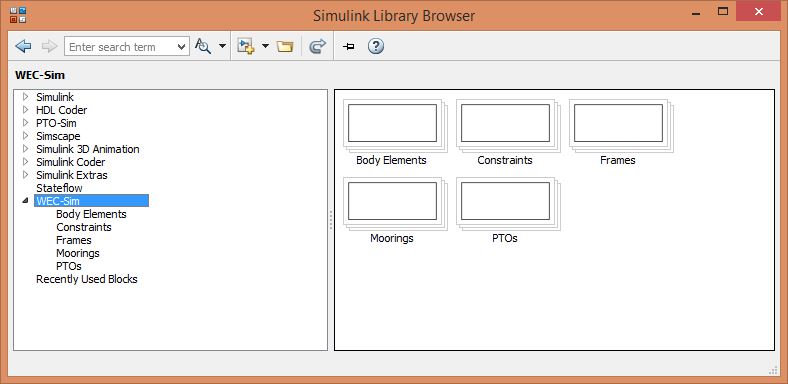 Simulink Library Browser
Enter search term
WEC-Sim
Simulink
HDL Coder
PTO-Sim
Simscape
Simulink 3D Animation
Simulink Coder
Simulink Extras
Stateflow
WEC-Sim
Body Elements
Constraints
Frames
Moorings
PTOs
Recently Used Blocks
Body Elements Constraints Frames
Moorings PTOs